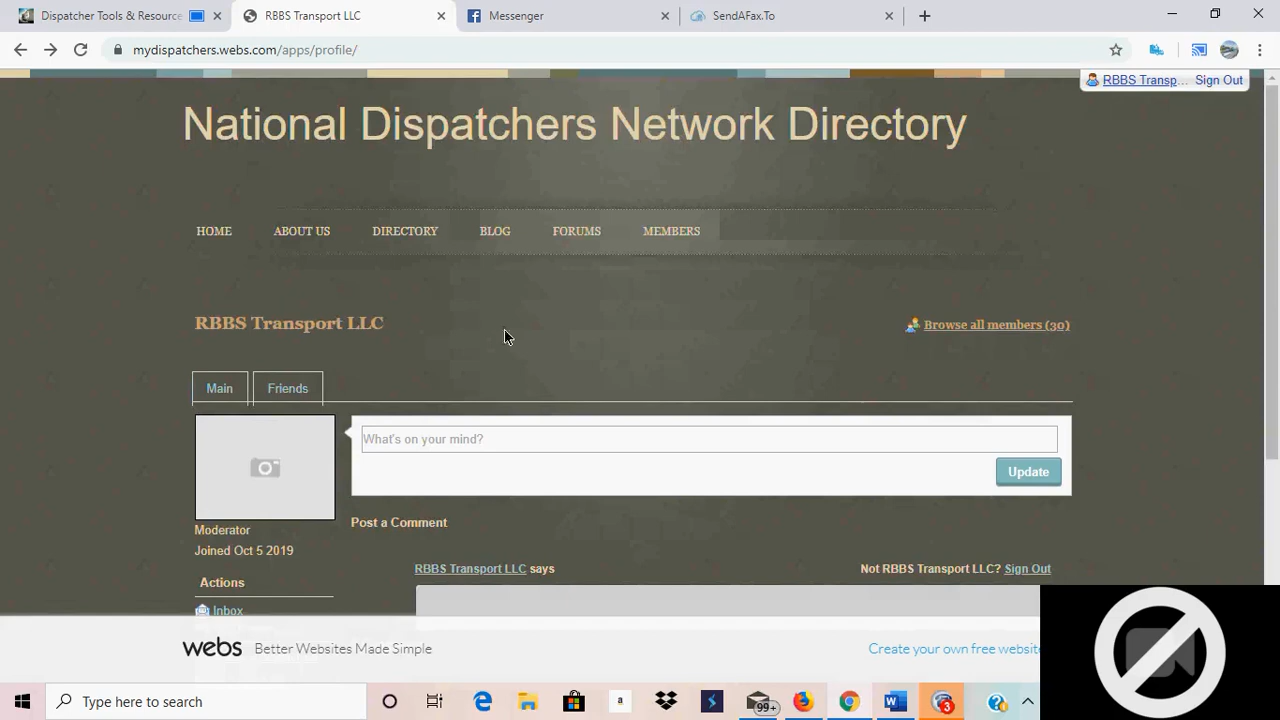 Dispatcher Tools & Resource
RBBS Transport LLC
Messenger
SendAFax.To
mydispatchers.webs.com/apps/profile/
RBBS Transp... Sign Out
National Dispatchers Network Directory
HOME ABOUT US DIRECTORY BLOG FORUMS MEMBERS
RBBS Transport LLC
Browse all members (30)
Main Friends
What's on your mind?
Update
Moderator
Joined Oct 5 2019
Post a Comment
Actions
RBBS Transport LLC says
Not RBBS Transport LLC? Sign Out
Inbox
webs Better Websites Made Simple
Create your own free website
Type here to search
a
99+
3